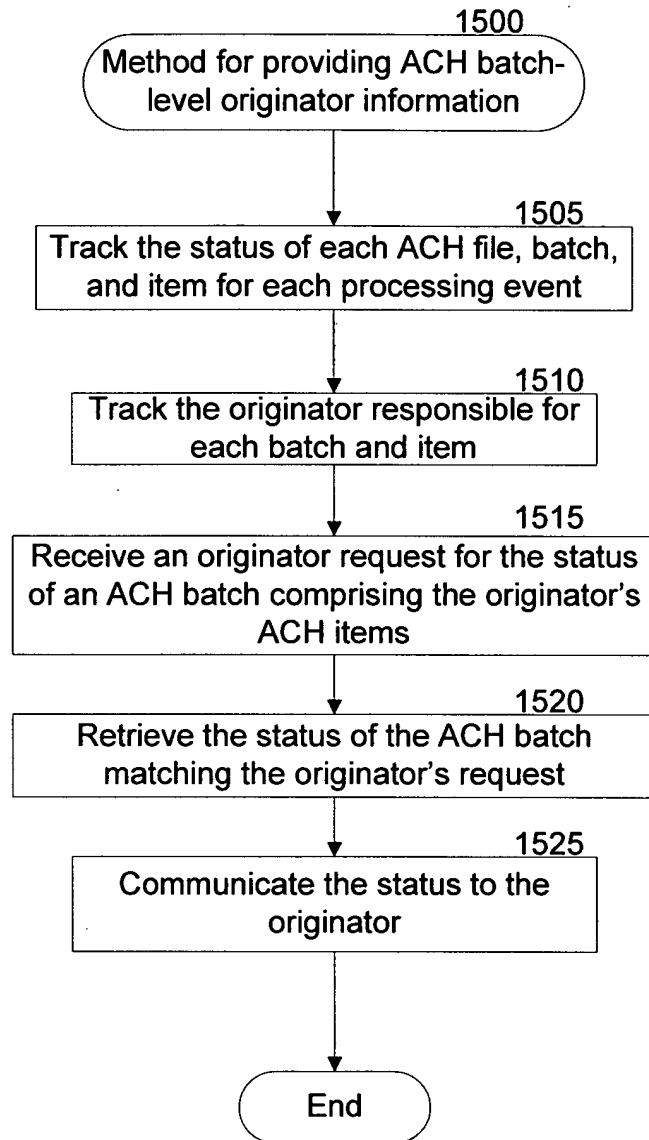 1500
Method for providing ACH batch-
level originator information
1505
Track the status of each ACH file, batch,
and item for each processing event
1510
Track the originator responsible for
each batch and item
1515
Receive an originator request for the status
of an ACH batch comprising the originator's
ACH items
1520
Retrieve the status of the ACH batch
matching the originator's request
1525
Communicate the status to the
originator
End